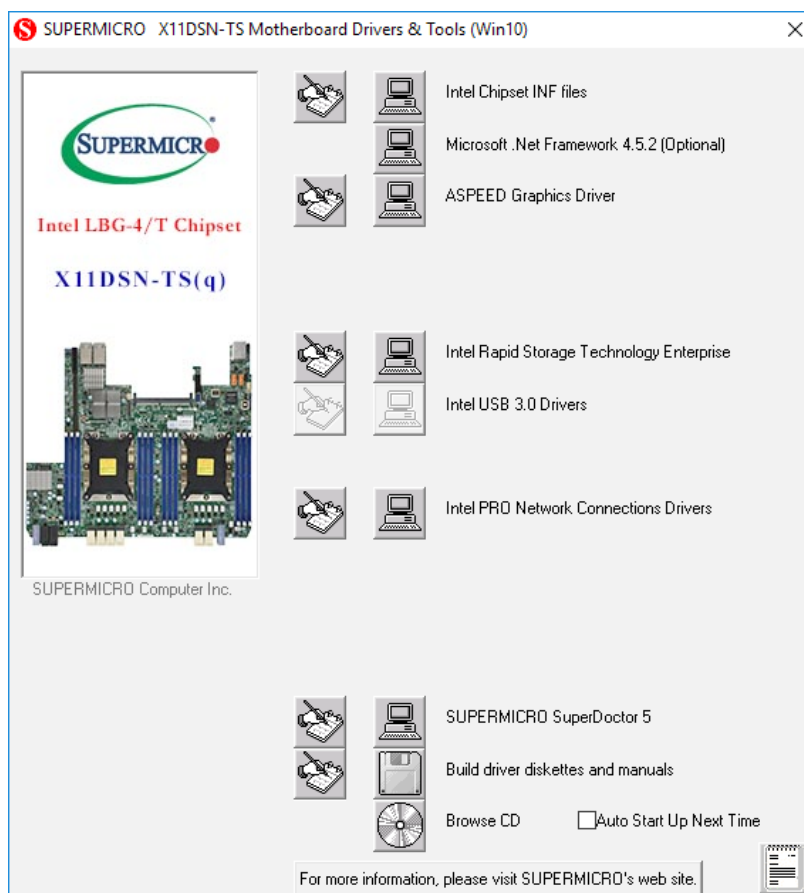 SUPERMICRO X11DSN-TS Motherboard Drivers & Tools (Win10)
SUPERMICRO
Intel LBG-4/T Chipset
X11DSN-TS(q)
SUPERMICRO Computer Inc.
Intel Chipset INF files
Microsoft .Net Framework 4.5.2 (Optional)
ASPEED Graphics Driver
Intel Rapid Storage Technology Enterprise
Intel USB 3.0 Drivers
Intel PRO Network Connections Drivers
SUPERMICRO SuperDoctor 5
Build driver diskettes and manuals
Browse CD
Auto Start Up Next Time
For more information, please visit SUPERMICRO's web site.